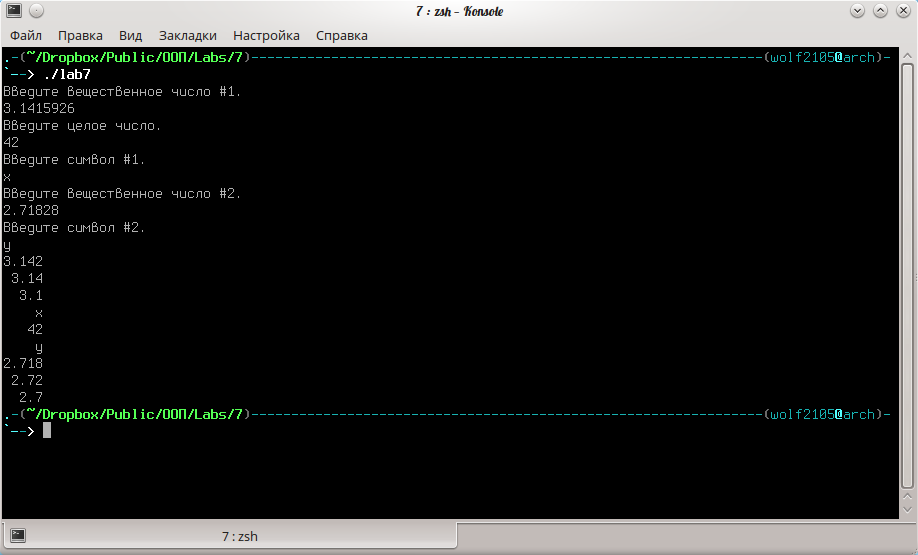 7 : zsh – Konsole
Файл Правка Вид Закладки Настройка Справка
.-(~/Dropbox/Public/ООП/Labs/7)----------------------------------------------------------------(wolf2105@arch)-
`--> ./lab7
Введите вещественное число #1.
3.1415926
Введите целое число.
42
Введите символ #1.
x
Введите вещественное число #2.
2.71828
Введите символ #2.
y
3.142
 3.14
  3.1
    x
   42
    y
2.718
 2.72
  2.7
.-(~/Dropbox/Public/ООП/Labs/7)----------------------------------------------------------------(wolf2105@arch)-
`-->
7 : zsh